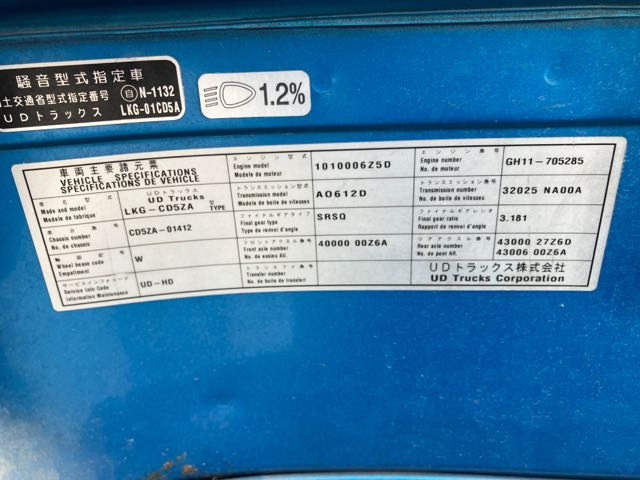 騒音型式指定車
土交通省型式指定番号 自N-1132
UDトラックス LKG-01CD5A
1.2%
車両主要諸元票
VEHICLE SPECIFICATIONS
SPECIFICATIONS DE VEHICLE
車名型式
Made and model
Modele de fabrique
UDトラックス
UD Trucks
LKG-CD5ZA
型式
TYPE
車台番号
Chassis number
No. de chassis
CD5ZA-01412
Wheel bease code
Empattement
W
サービスインフォコード
Service info Code
Information Maintenance
UD-HD
エンジン型式
Engine model
Modele de moteur
1010006Z5D
トランスミッション型式
Transmission model
Modele de boite de vitesses
A0612D
ファイナルギアタイプ
Final gear type
Type de renvoi d'angle
SRSQ
フロントアクスル番号
Front axle number
No. de essieu AV.
40000 00Z6A
トランスファ番号
Transfer number
No. de boite de transfert
エンジン番号
Engine number
No. de moteur
GH11-705285
トランスミッション番号
Transmission number
No. de boite de vitesses
32025 NA00A
ファイナルギアレシオ
Final gear ratio
Rapport de renvoi d'angle
3.181
リアアクスル番号
Rear axle number
No. de pont AR.
43000 27Z6D
43006 00Z6A
UDトラックス株式会社
UD Trucks Corporation